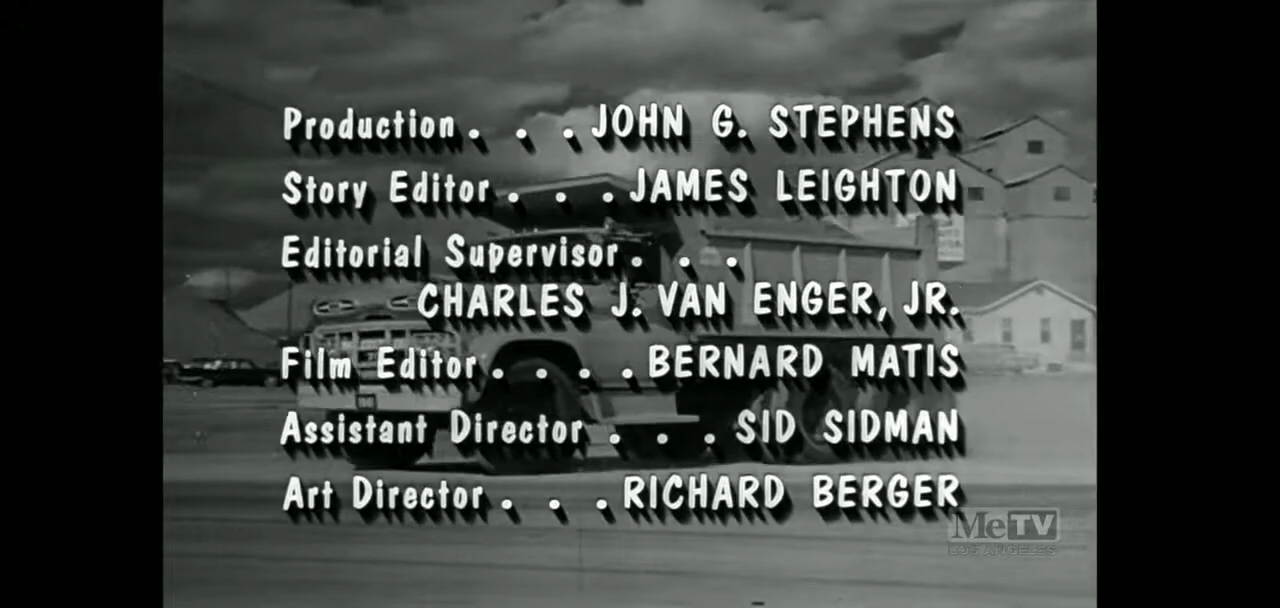 Production. . . .JOHN G. STEPHENS
Story Editor. . . .JAMES LEIGHTON
Editorial Supervisor. . .
CHARLES J. VAN ENGER, JR.
Film Editor. . . . .BERNARD MATIS
Assistant Director . . .SID SIDMAN
Art Director. . . .RICHARD BERGER
MeTV
LOS ANGELES